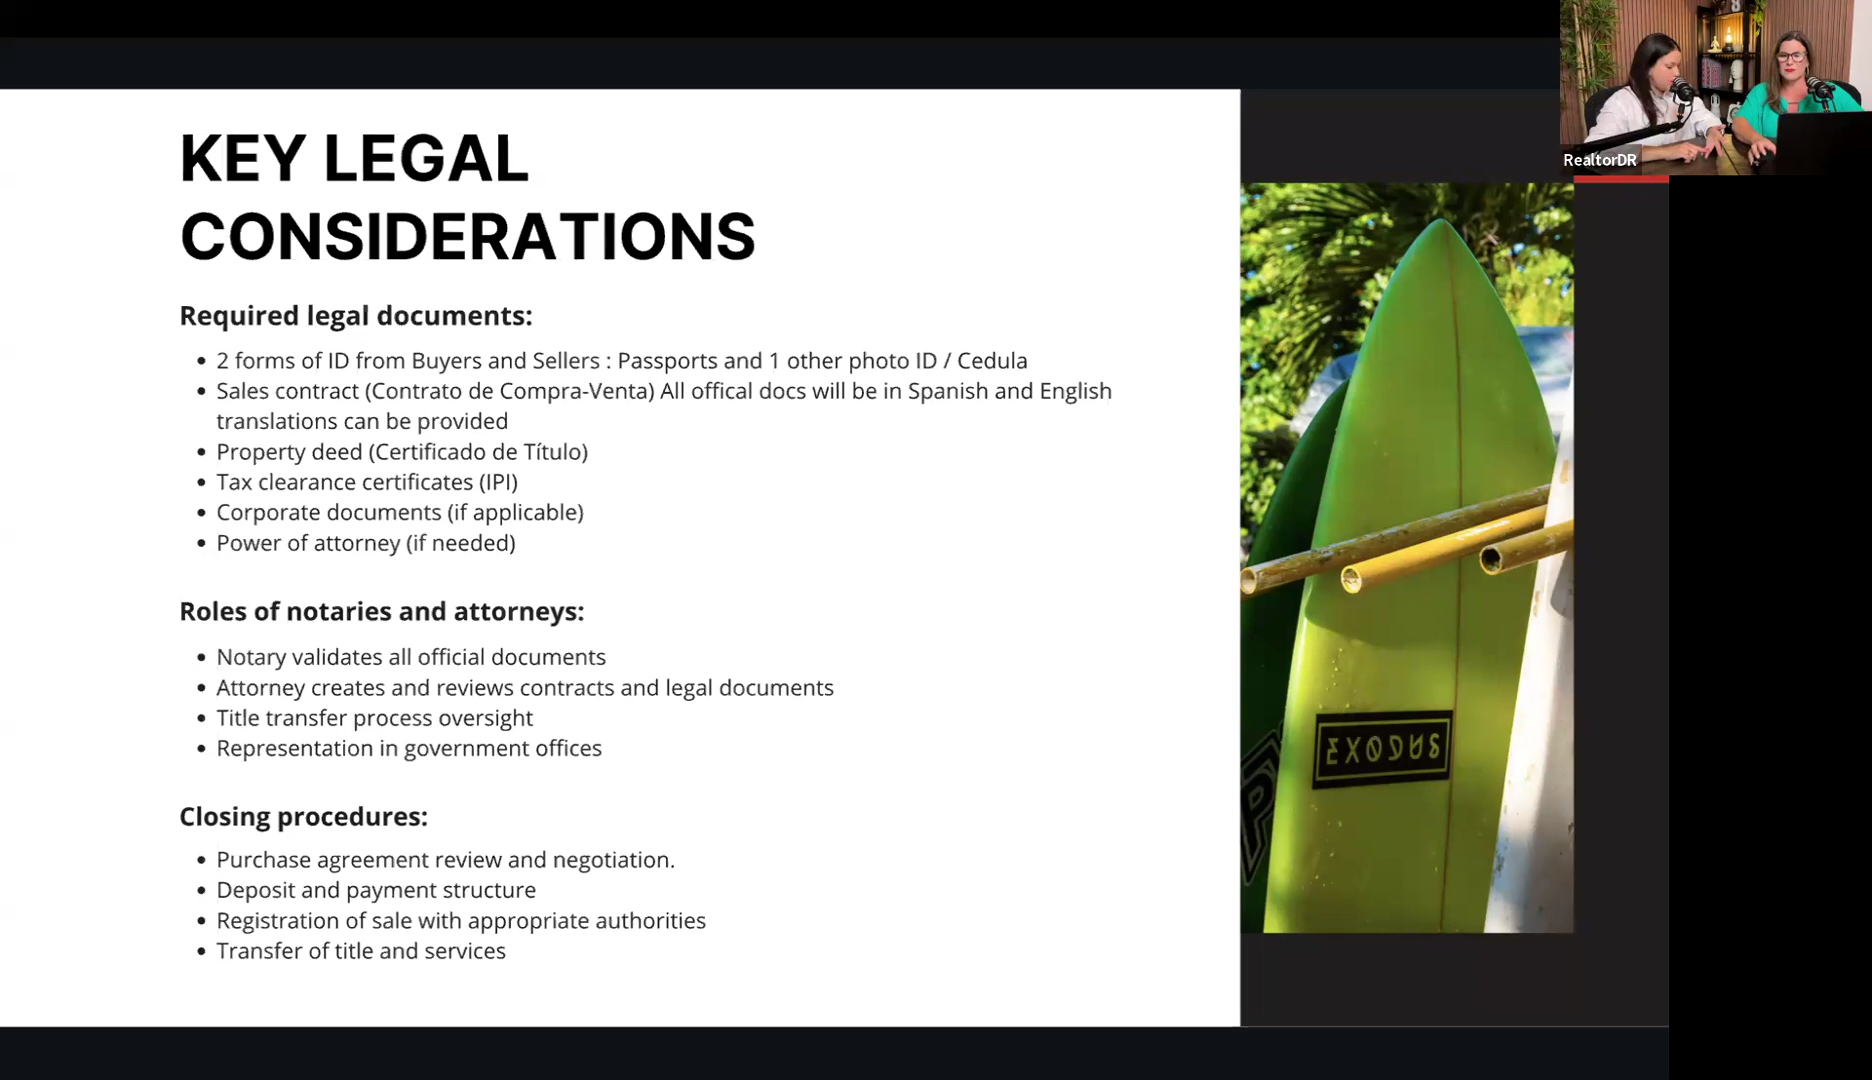 KEY LEGAL
CONSIDERATIONS
Required legal documents:
• 2 forms of ID from Buyers and Sellers : Passports and 1 other photo ID / Cedula
• Sales contract (Contrato de Compra-Venta) All offical docs will be in Spanish and English
translations can be provided
• Property deed (Certificado de Título)
• Tax clearance certificates (IPI)
• Corporate documents (if applicable)
• Power of attorney (if needed)
Roles of notaries and attorneys:
• Notary validates all official documents
• Attorney creates and reviews contracts and legal documents
• Title transfer process oversight
• Representation in government offices
Closing procedures:
• Purchase agreement review and negotiation.
• Deposit and payment structure
• Registration of sale with appropriate authorities
• Transfer of title and services
EXODUS
RealtorDR